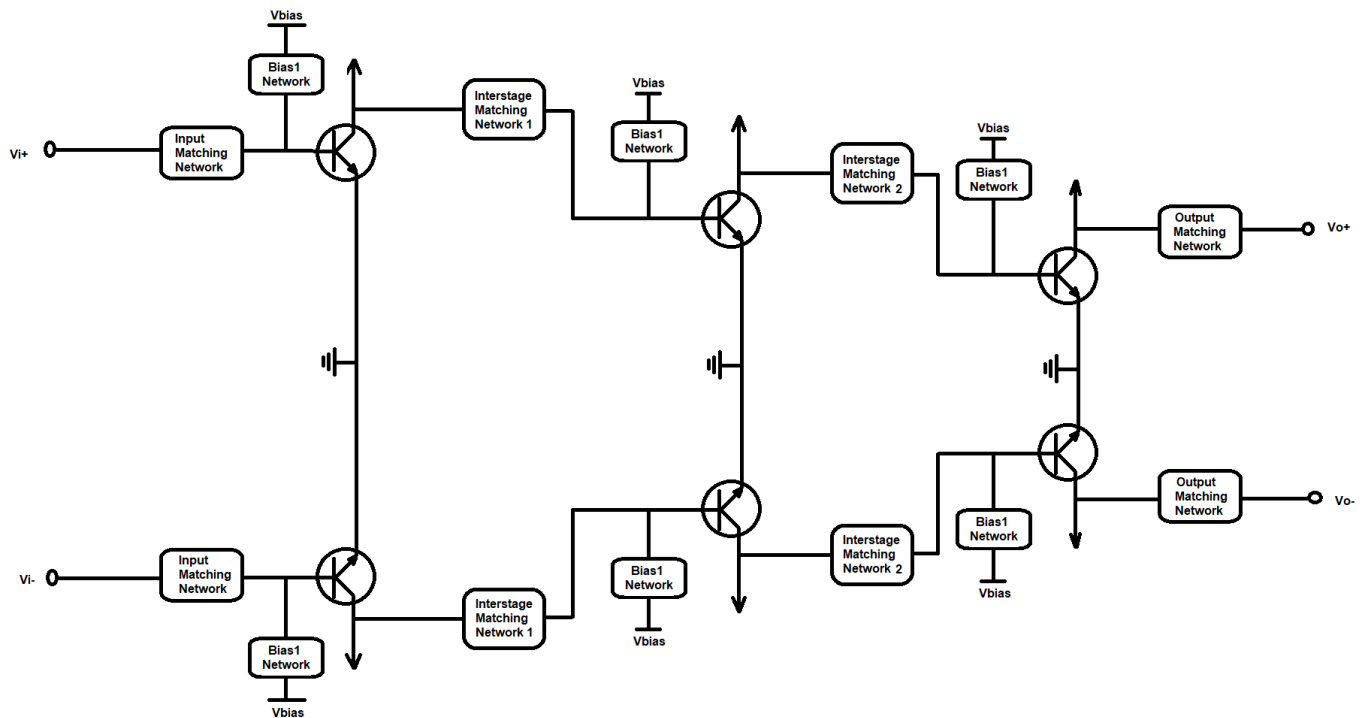 Vbias
Bias1
Network
Interstage
Matching
Network 1
Vbias
Bias1
Network
Vi+
Input
Matching
Network
Vbias
Interstage
Matching
Network 2
Bias1
Network
Output
Matching
Network
Vo+
Vi-
Input
Matching
Network
Bias1
Network
Vbias
Interstage
Matching
Network 1
Bias1
Network
Vbias
Interstage
Matching
Network 2
Bias1
Network
Vbias
Output
Matching
Network
Vo-